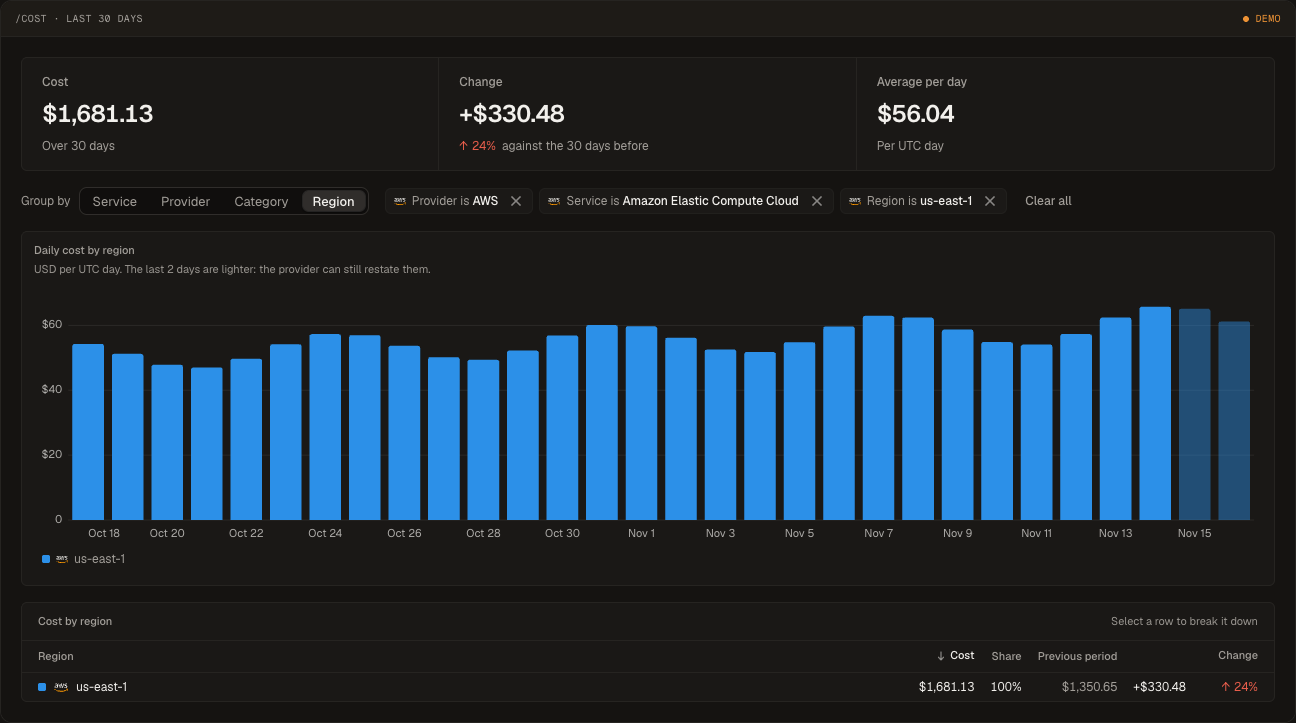 /COST · LAST 30 DAYS
DEMO
Cost
$1,681.13
Over 30 days
Change
+$330.48
↑ 24% against the 30 days before
Average per day
$56.04
Per UTC day
Group by Service Provider Category Region
aws Provider is AWS
aws Service is Amazon Elastic Compute Cloud
aws Region is us-east-1
Clear all
Daily cost by region
USD per UTC day. The last 2 days are lighter: the provider can still restate them.
$60
$40
$20
0
Oct 18 Oct 20 Oct 22 Oct 24 Oct 26 Oct 28 Oct 30 Nov 1 Nov 3 Nov 5 Nov 7 Nov 9 Nov 11 Nov 13 Nov 15
aws us-east-1
Cost by region
Select a row to break it down
Region ↓ Cost Share Previous period Change
aws us-east-1 $1,681.13 100% $1,350.65 +$330.48 ↑ 24%